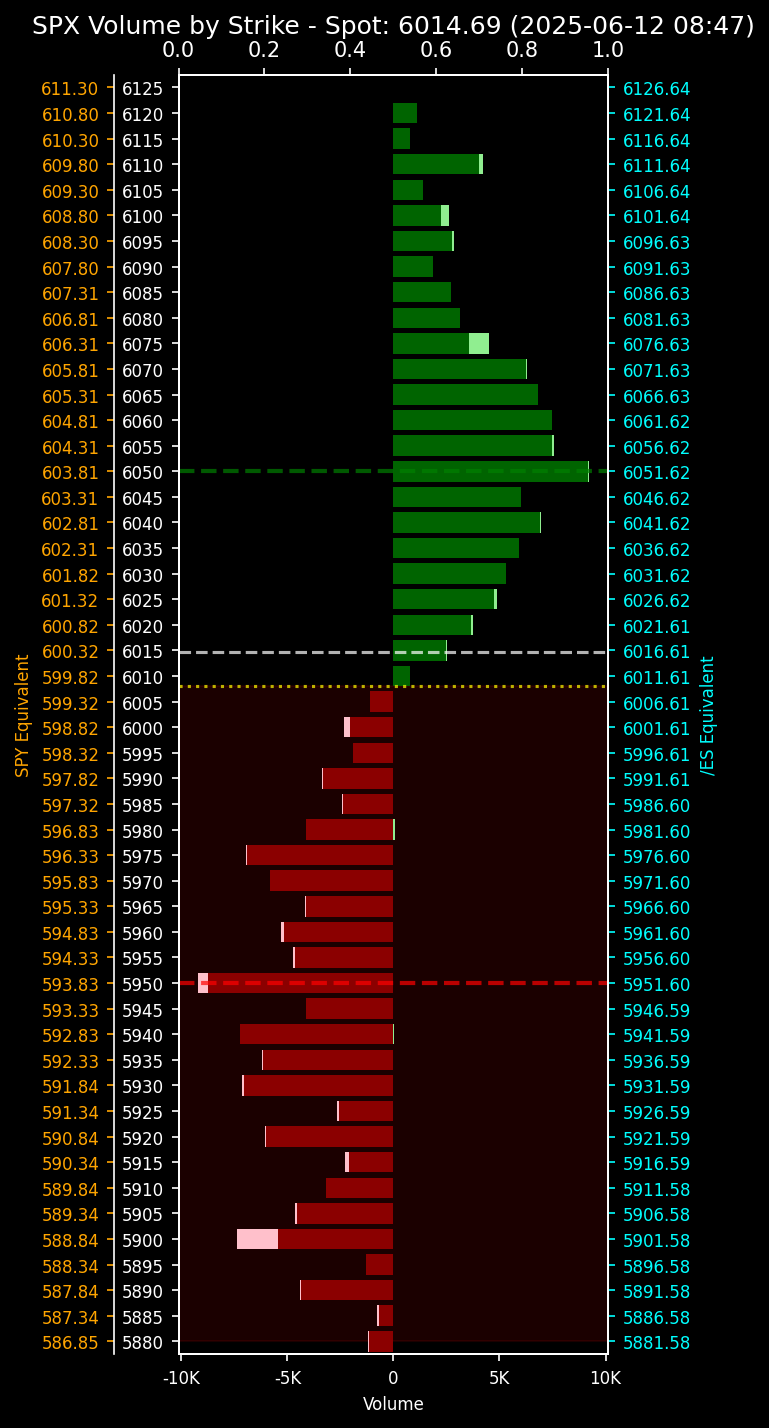 SPX Volume by Strike - Spot: 6014.69 (2025-06-12 08:47)
0.0 0.2 0.4 0.6 0.8 1.0
611.30 6125 6126.64
610.80 6120 6121.64
610.30 6115 6116.64
609.80 6110 6111.64
609.30 6105 6106.64
608.80 6100 6101.64
608.30 6095 6096.63
607.80 6090 6091.63
607.31 6085 6086.63
606.81 6080 6081.63
606.31 6075 6076.63
605.81 6070 6071.63
605.31 6065 6066.63
604.81 6060 6061.62
604.31 6055 6056.62
603.81 6050 6051.62
603.31 6045 6046.62
602.81 6040 6041.62
602.31 6035 6036.62
601.82 6030 6031.62
601.32 6025 6026.62
600.82 6020 6021.61
600.32 6015 6016.61
599.82 6010 6011.61
599.32 6005 6006.61
598.82 6000 6001.61
598.32 5995 5996.61
597.82 5990 5991.61
597.32 5985 5986.60
596.83 5980 5981.60
596.33 5975 5976.60
595.83 5970 5971.60
595.33 5965 5966.60
594.83 5960 5961.60
594.33 5955 5956.60
593.83 5950 5951.60
593.33 5945 5946.59
592.83 5940 5941.59
592.33 5935 5936.59
591.84 5930 5931.59
591.34 5925 5926.59
590.84 5920 5921.59
590.34 5915 5916.59
589.84 5910 5911.58
589.34 5905 5906.58
588.84 5900 5901.58
588.34 5895 5896.58
587.84 5890 5891.58
587.34 5885 5886.58
586.85 5880 5881.58
SPY Equivalent
/ES Equivalent
-10K -5K 0 5K 10K
Volume